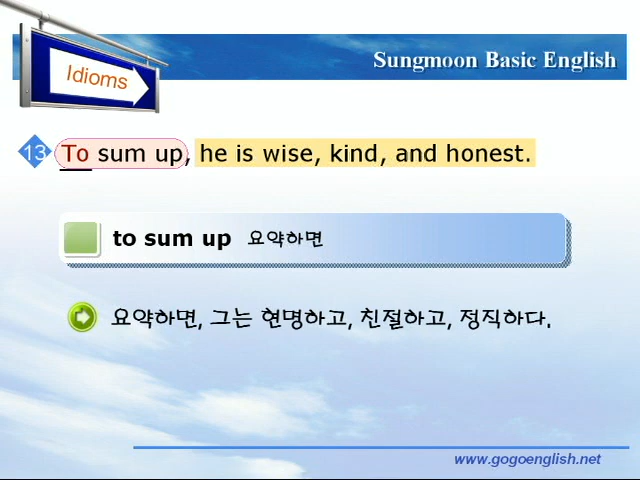 Idioms
Sungmoon Basic English
13 To sum up, he is wise, kind, and honest.
to sum up 요약하면
요약하면, 그는 현명하고, 친절하고, 정직하다.
www.gogoenglish.net